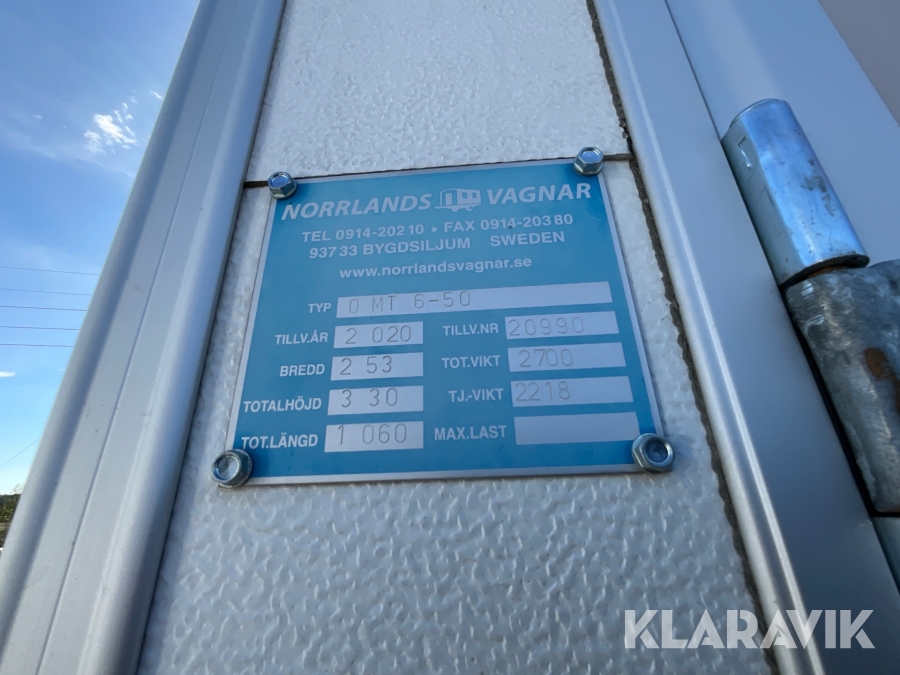 NORRLANDS VAGNAR
TEL 0914-202 10 • FAX 0914-203 80
937 33 BYGDSILJUM SWEDEN
www.norrlandsvagnar.se
TYP 0 MT 6-50
TILLV.ÅR 2 020 TILLV.NR 20990
BREDD 2 53 TOT.VIKT 2700
TOTALHÖJD 3 30 TJ.-VIKT 2218
TOT.LÄNGD 1 060 MAX.LAST
KLARAVIK